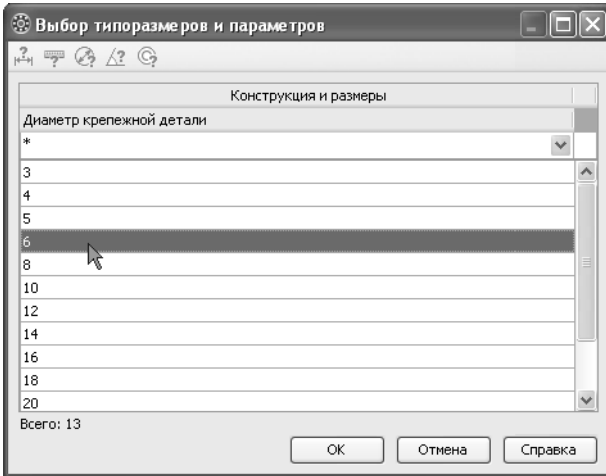 Выбор типоразмеров и параметров
Конструкция и размеры
Диаметр крепежной детали
*
3
4
5
6
8
10
12
14
16
18
20
Всего: 13
OK Отмена Справка